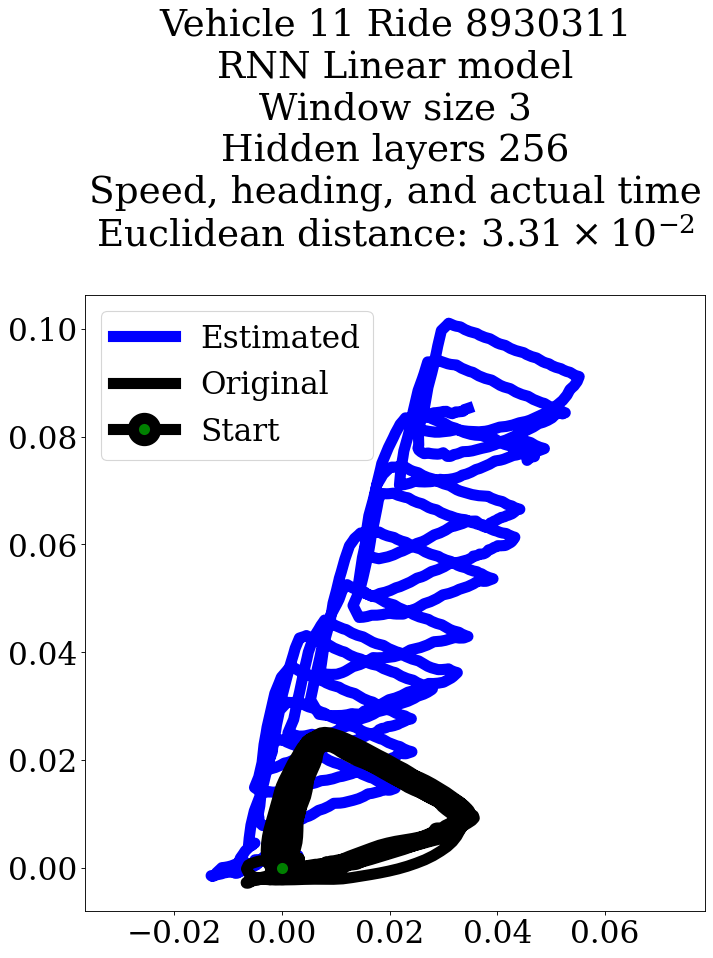 Vehicle 11 Ride 8930311
RNN Linear model
Window size 3
Hidden layers 256
Speed, heading, and actual time
Euclidean distance: 3.31 × 10⁻²
Estimated
Original
Start
0.10
0.08
0.06
0.04
0.02
0.00
−0.02 0.00 0.02 0.04 0.06